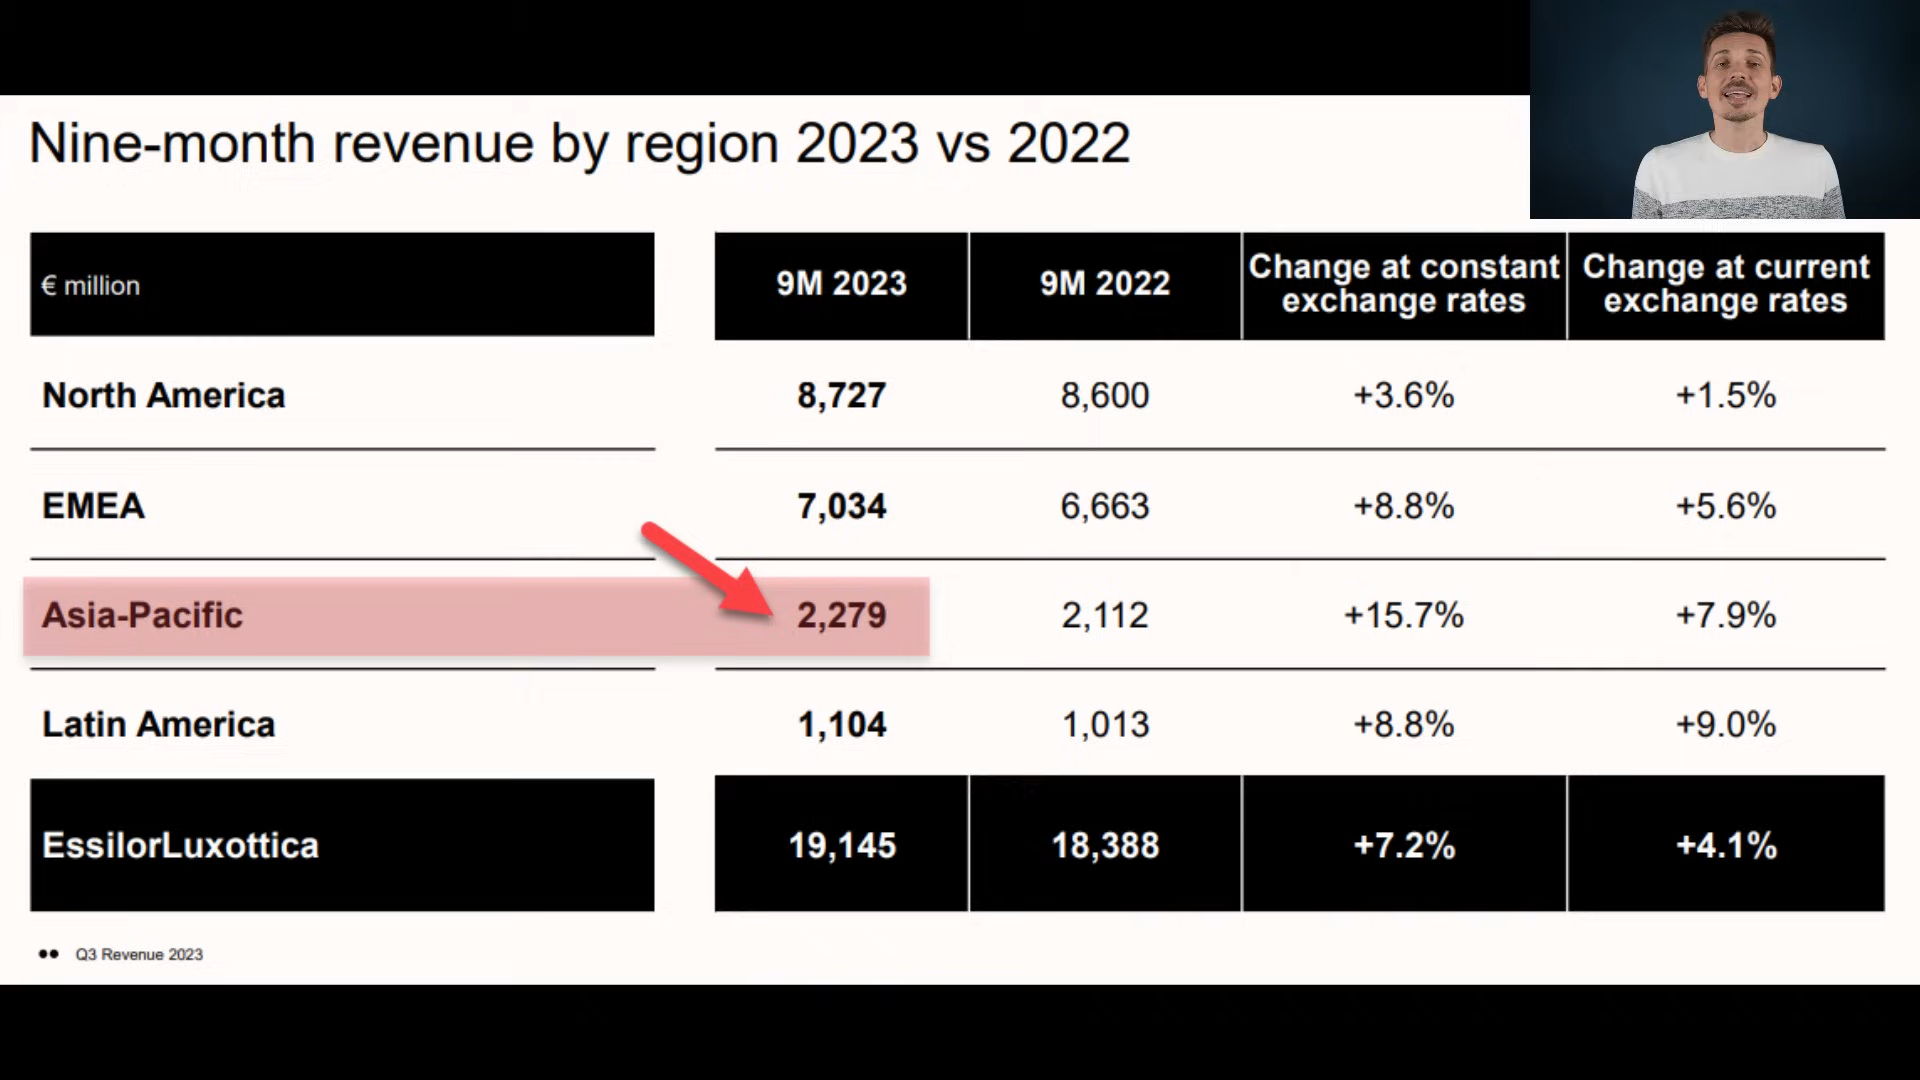 Nine-month revenue by region 2023 vs 2022
€ million 9M 2023 9M 2022 Change at constant exchange rates Change at current exchange rates
North America 8,727 8,600 +3.6% +1.5%
EMEA 7,034 6,663 +8.8% +5.6%
Asia-Pacific 2,279 2,112 +15.7% +7.9%
Latin America 1,104 1,013 +8.8% +9.0%
EssilorLuxottica 19,145 18,388 +7.2% +4.1%
Q3 Revenue 2023